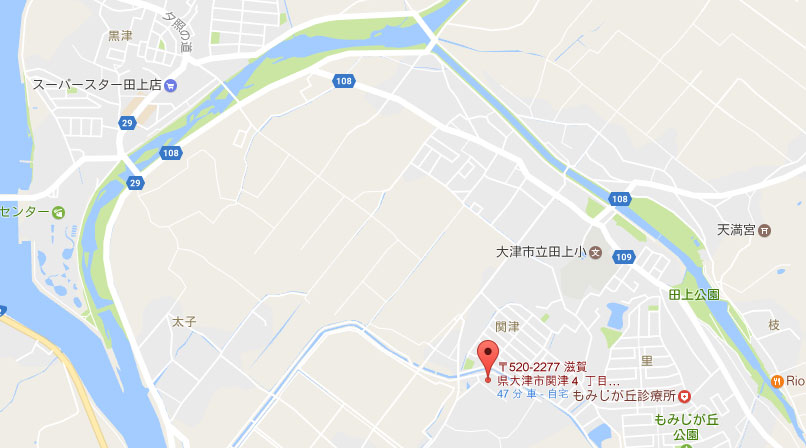 黒津
夕照の道
スーパースター田上店
108
29
108
29
108
センター
天満宮
大津市立田上小
109
田上公園
太子
関津
枝
里
〒520-2277 滋賀
県大津市関津４丁目...
47 分 車 - 自宅
もみじが丘診療所
Rio
もみじが丘
公園